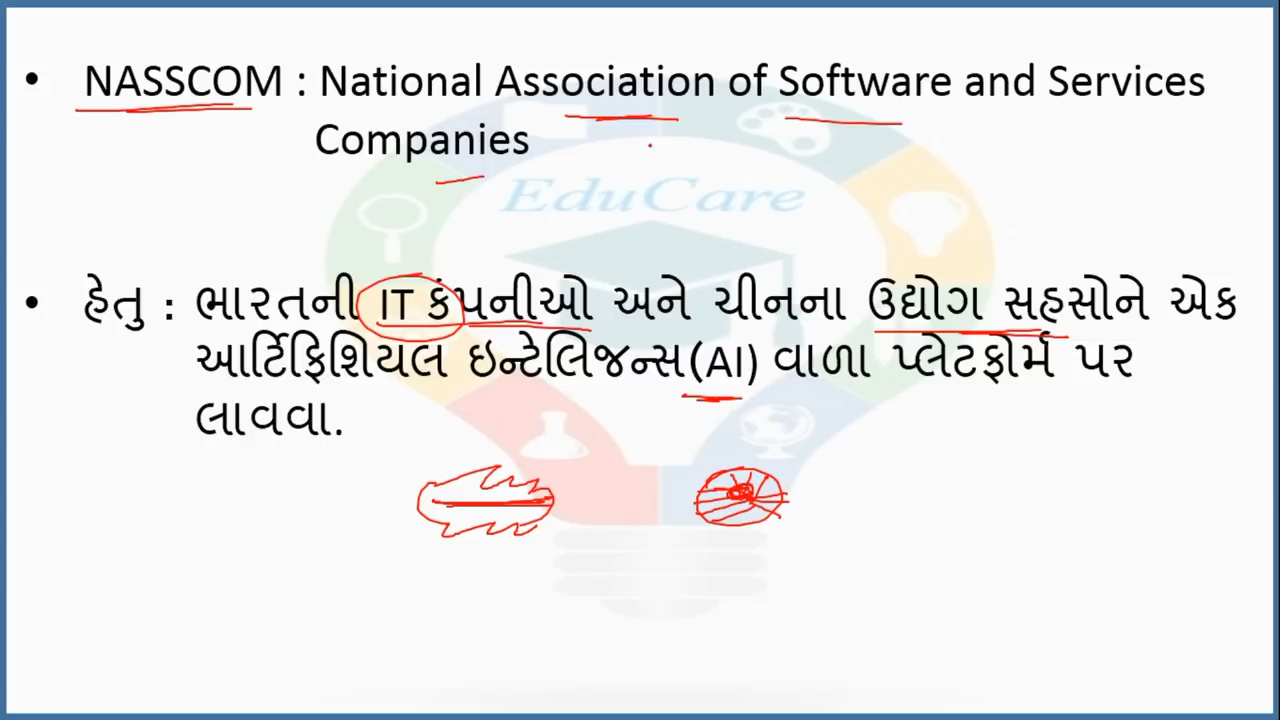 • NASSCOM : National Association of Software and Services
Companies
EduCare
• હેતુ : ભારતની IT કંપનીઓ અને ચીનના ઉદ્યોગ સહસોને એક
આર્ટિફિશિયલ ઇન્ટેલિજન્સ(AI) વાળા પ્લેટફોર્મ પર
લાવવા.